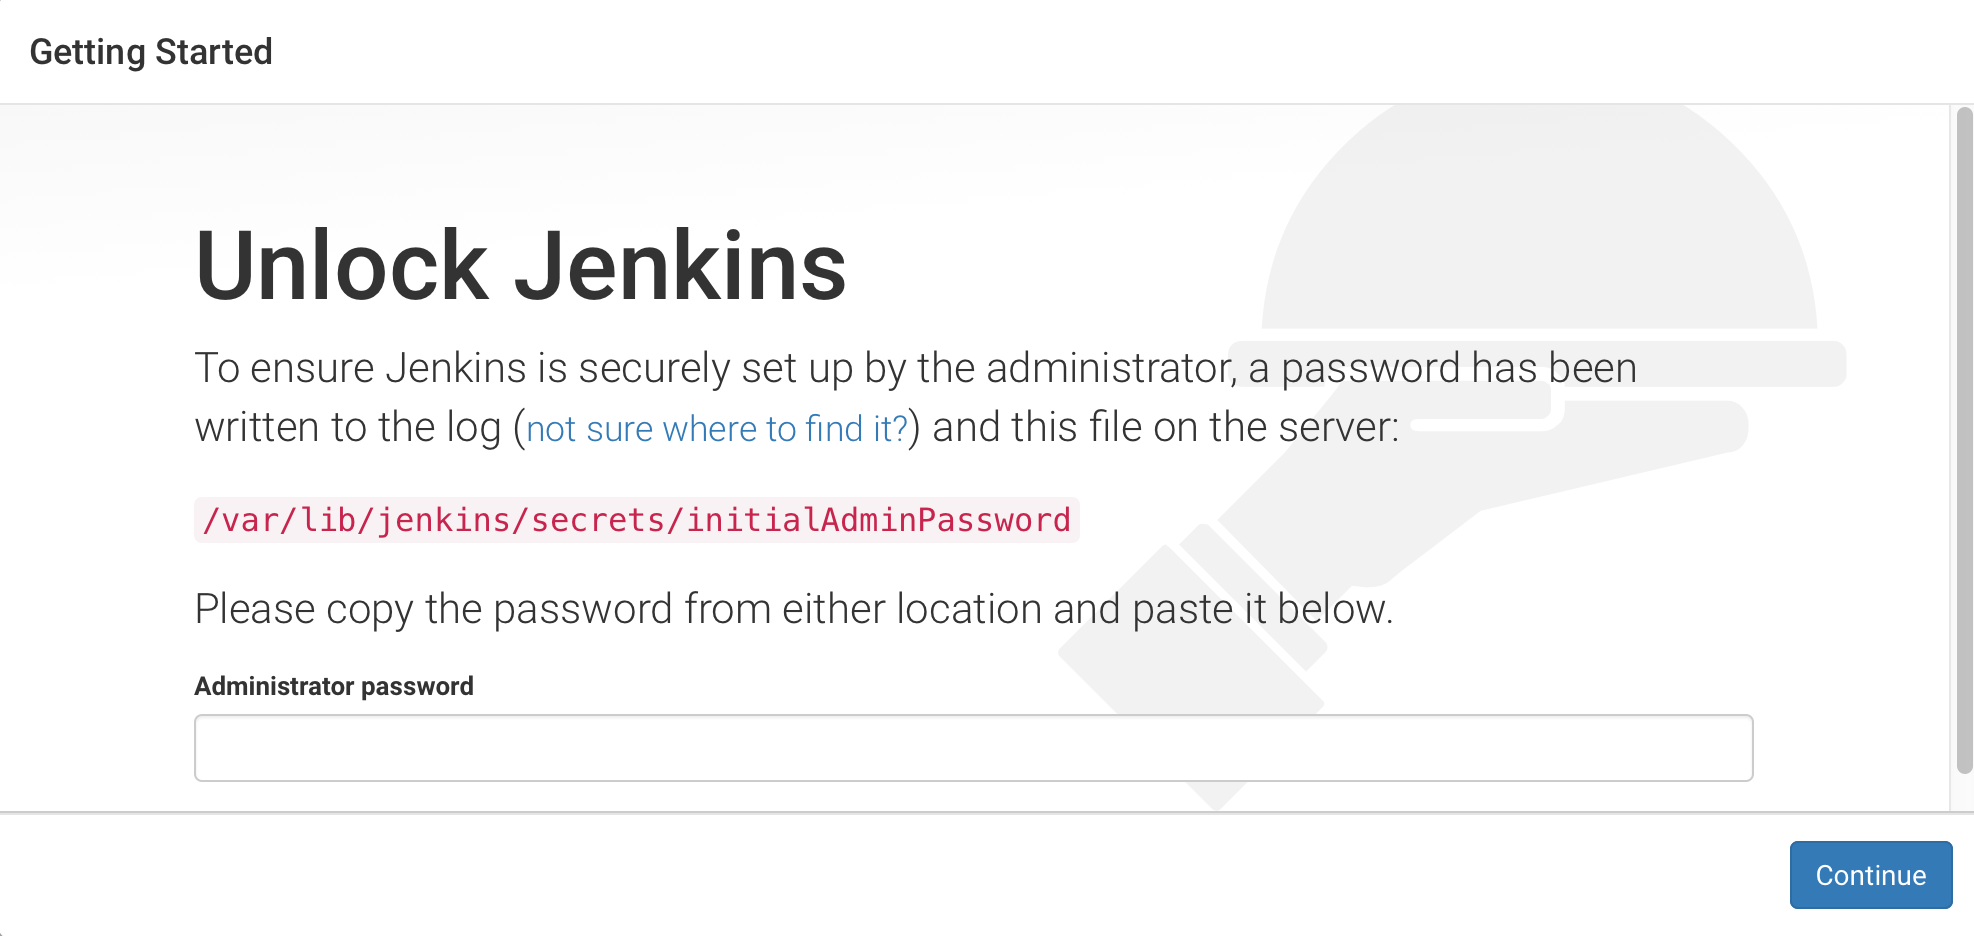 Getting Started
Unlock Jenkins
To ensure Jenkins is securely set up by the administrator, a password has been
written to the log (not sure where to find it?) and this file on the server:
/var/lib/jenkins/secrets/initialAdminPassword
Please copy the password from either location and paste it below.
Administrator password
Continue